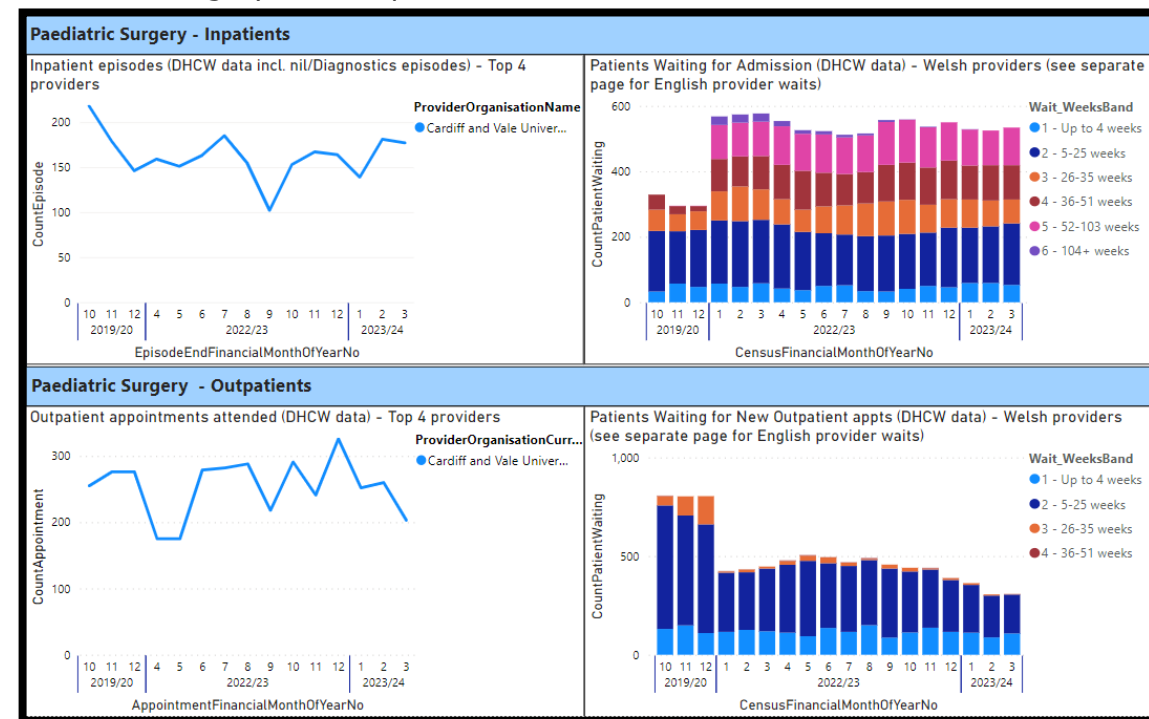 Paediatric Surgery - Inpatients
Inpatient episodes (DHCW data incl. nil/Diagnostics episodes) - Top 4
providers
ProviderOrganisationName
Cardiff and Vale Univer...
CountEpisode
200
150
100
50
0
10 11 12 4 5 6 7 8 9 10 11 12 1 2 3
2019/20 2022/23 2023/24
EpisodeEndFinancialMonthOfYearNo
Patients Waiting for Admission (DHCW data) - Welsh providers (see separate
page for English provider waits)
Wait_WeeksBand
1 - Up to 4 weeks
2 - 5-25 weeks
3 - 26-35 weeks
4 - 36-51 weeks
5 - 52-103 weeks
6 - 104+ weeks
CountPatientWaiting
600
400
200
0
10 11 12 1 2 3 4 5 6 7 8 9 10 11 12 1 2 3
2019/20 2022/23 2023/24
CensusFinancialMonthOfYearNo
Paediatric Surgery - Outpatients
Outpatient appointments attended (DHCW data) - Top 4 providers
ProviderOrganisationCurr...
Cardiff and Vale Univer...
CountAppointment
300
200
100
0
10 11 12 4 5 6 7 8 9 10 11 12 1 2 3
2019/20 2022/23 2023/24
AppointmentFinancialMonthOfYearNo
Patients Waiting for New Outpatient appts (DHCW data) - Welsh providers
(see separate page for English provider waits)
Wait_WeeksBand
1 - Up to 4 weeks
2 - 5-25 weeks
3 - 26-35 weeks
4 - 36-51 weeks
CountPatientWaiting
1,000
500
0
10 11 12 1 2 3 4 5 6 7 8 9 10 11 12 1 2 3
2019/20 2022/23 2023/24
CensusFinancialMonthOfYearNo